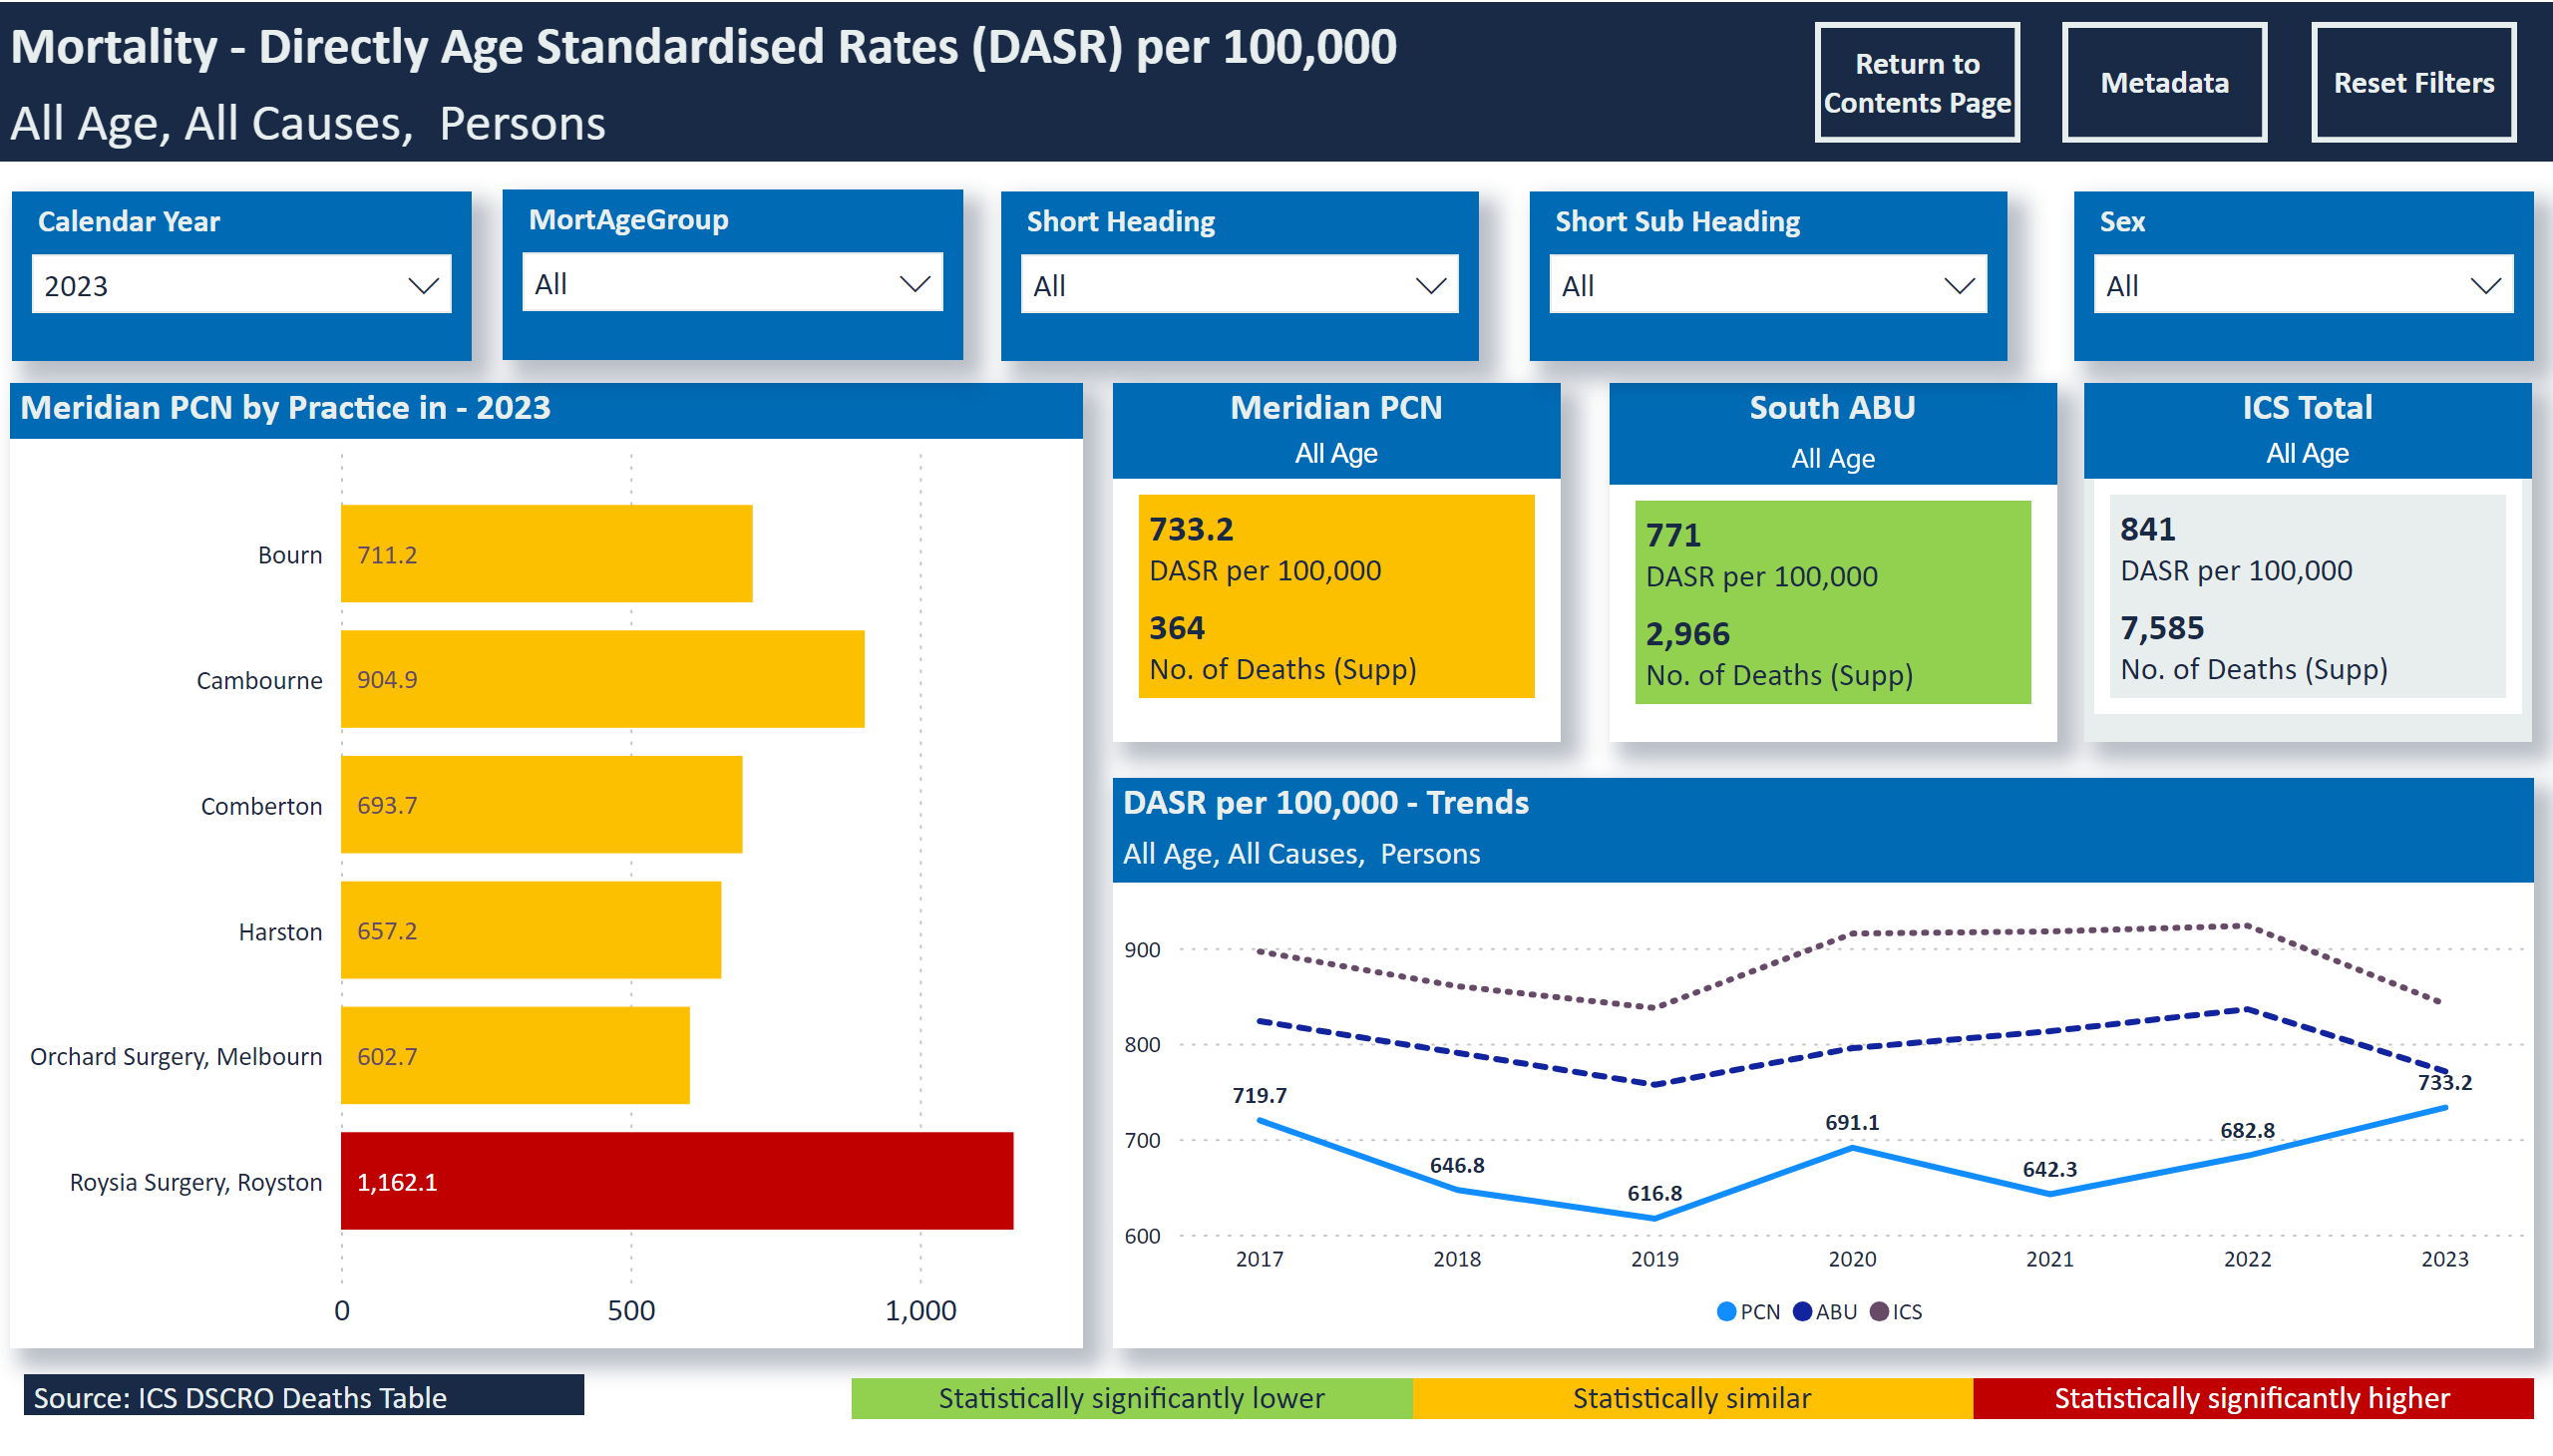 Mortality - Directly Age Standardised Rates (DASR) per 100,000
All Age, All Causes,  Persons
Return to
Contents Page
Metadata
Reset Filters
Calendar Year
2023
MortAgeGroup
All
Short Heading
All
Short Sub Heading
All
Sex
All
Meridian PCN by Practice in - 2023
Bourn
711.2
Cambourne
904.9
Comberton
693.7
Harston
657.2
Orchard Surgery, Melbourn
602.7
Roysia Surgery, Royston
1,162.1
0
500
1,000
Meridian PCN
All Age
733.2
DASR per 100,000
364
No. of Deaths (Supp)
South ABU
All Age
771
DASR per 100,000
2,966
No. of Deaths (Supp)
ICS Total
All Age
841
DASR per 100,000
7,585
No. of Deaths (Supp)
DASR per 100,000 - Trends
All Age, All Causes,  Persons
900
800
700
600
719.7
646.8
616.8
691.1
642.3
682.8
733.2
2017
2018
2019
2020
2021
2022
2023
PCN
ABU
ICS
Source: ICS DSCRO Deaths Table
Statistically significantly lower
Statistically similar
Statistically significantly higher